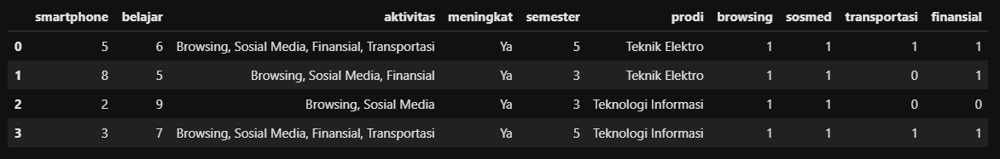 smartphone belajar aktivitas meningkat semester prodi browsing sosmed transportasi finansial
0 5 6 Browsing, Sosial Media, Finansial, Transportasi Ya 5 Teknik Elektro 1 1 1 1
1 8 5 Browsing, Sosial Media, Finansial Ya 3 Teknik Elektro 1 1 0 1
2 2 9 Browsing, Sosial Media Ya 3 Teknologi Informasi 1 1 0 0
3 3 7 Browsing, Sosial Media, Finansial, Transportasi Ya 5 Teknologi Informasi 1 1 1 1